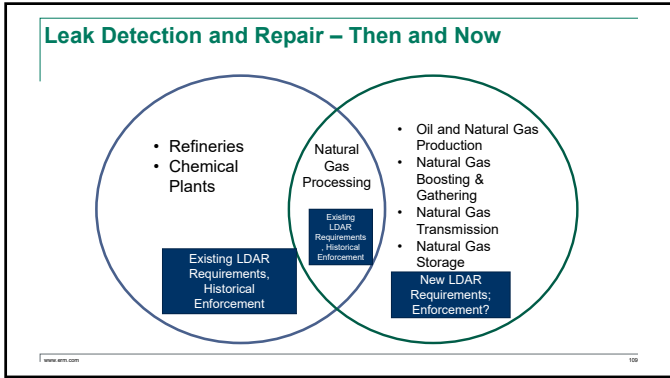 Leak Detection and Repair – Then and Now
• Refineries
• Chemical
Plants
Existing LDAR
Requirements,
Historical
Enforcement
Natural
Gas
Processing
Existing
LDAR
Requirements
, Historical
Enforcement
• Oil and Natural Gas
Production
• Natural Gas
Boosting &
Gathering
• Natural Gas
Transmission
• Natural Gas
Storage
New LDAR
Requirements;
Enforcement?
www.erm.com
109